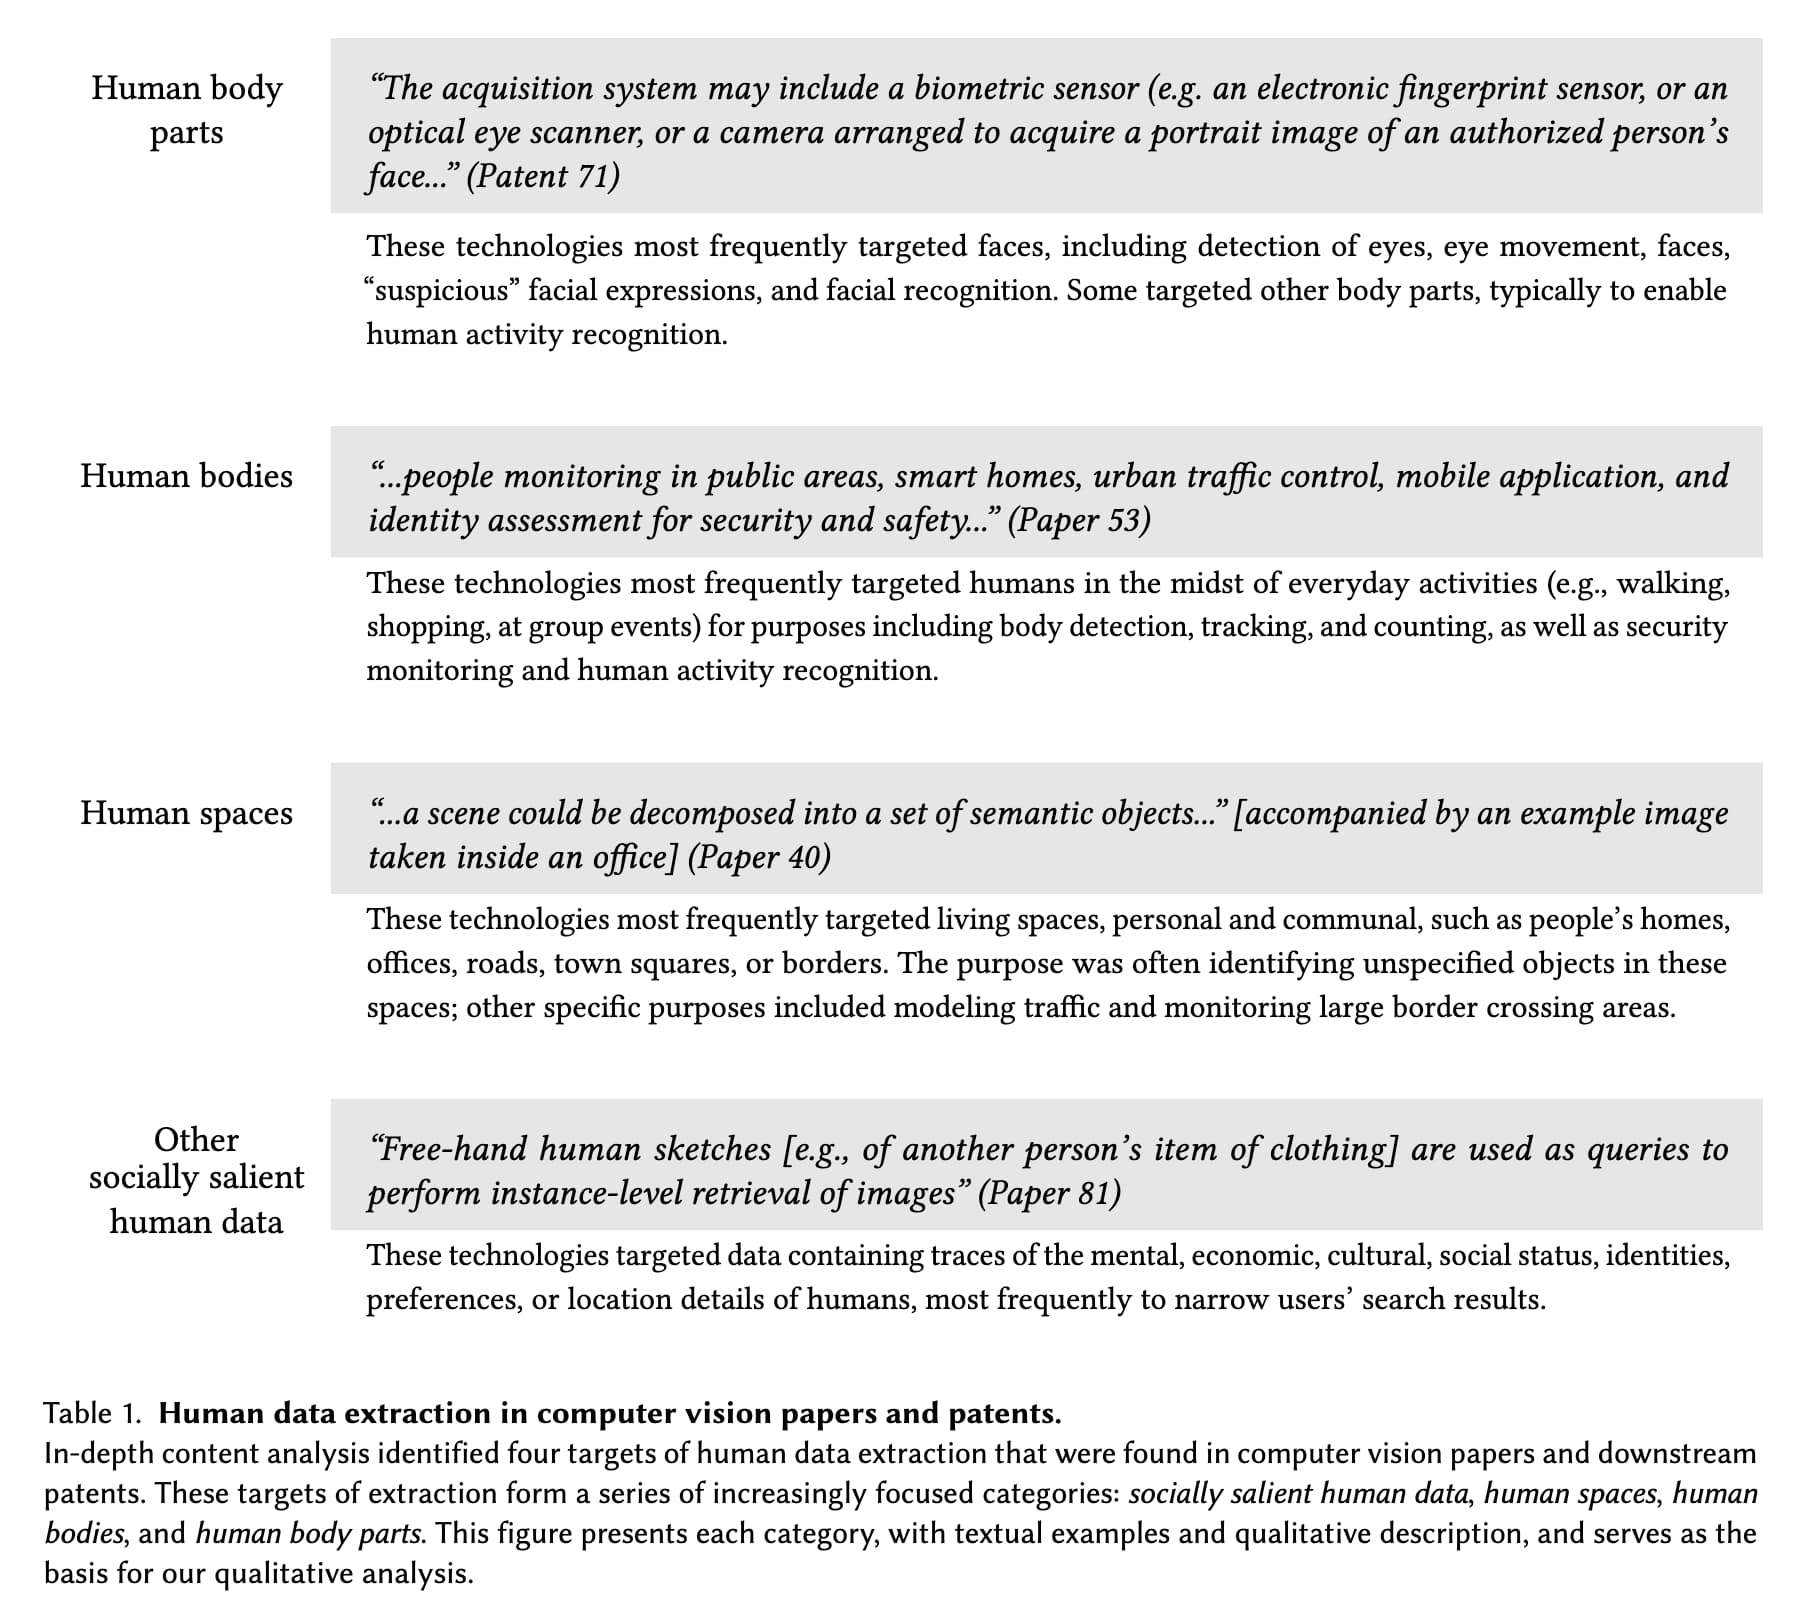 Human body
parts
“The acquisition system may include a biometric sensor (e.g. an electronic fingerprint sensor, or an
optical eye scanner, or a camera arranged to acquire a portrait image of an authorized person’s
face...” (Patent 71)
These technologies most frequently targeted faces, including detection of eyes, eye movement, faces,
“suspicious” facial expressions, and facial recognition. Some targeted other body parts, typically to enable
human activity recognition.
Human bodies
“...people monitoring in public areas, smart homes, urban traffic control, mobile application, and
identity assessment for security and safety...” (Paper 53)
These technologies most frequently targeted humans in the midst of everyday activities (e.g., walking,
shopping, at group events) for purposes including body detection, tracking, and counting, as well as security
monitoring and human activity recognition.
Human spaces
“...a scene could be decomposed into a set of semantic objects...” [accompanied by an example image
taken inside an office] (Paper 40)
These technologies most frequently targeted living spaces, personal and communal, such as people’s homes,
offices, roads, town squares, or borders. The purpose was often identifying unspecified objects in these
spaces; other specific purposes included modeling traffic and monitoring large border crossing areas.
Other
socially salient
human data
“Free-hand human sketches [e.g., of another person’s item of clothing] are used as queries to
perform instance-level retrieval of images” (Paper 81)
These technologies targeted data containing traces of the mental, economic, cultural, social status, identities,
preferences, or location details of humans, most frequently to narrow users’ search results.
Table 1. Human data extraction in computer vision papers and patents.
In-depth content analysis identified four targets of human data extraction that were found in computer vision papers and downstream
patents. These targets of extraction form a series of increasingly focused categories: socially salient human data, human spaces, human
bodies, and human body parts. This figure presents each category, with textual examples and qualitative description, and serves as the
basis for our qualitative analysis.